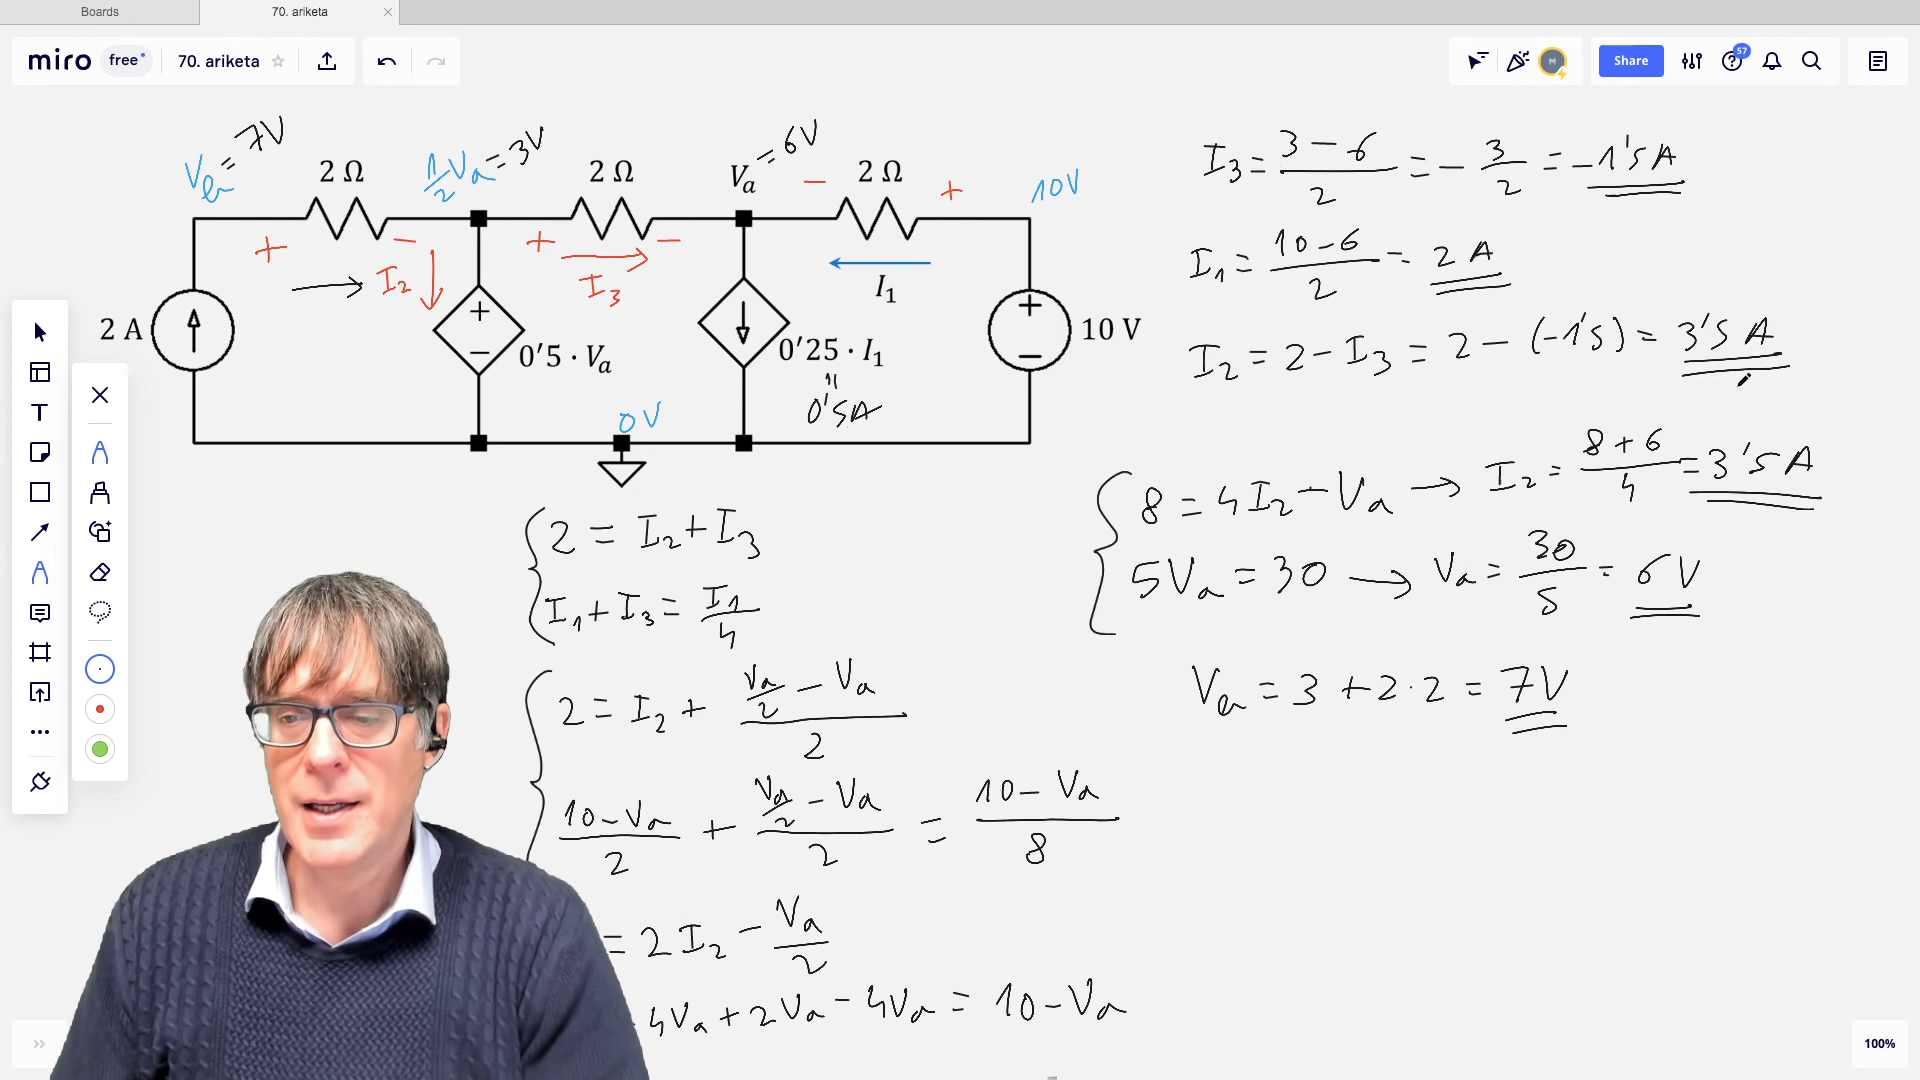 Boards
70. ariketa
miro free 70. ariketa
Share
57
M
= 7V
1/2 Va = 3V
Va = 6V
2 Ω
2 Ω
2 Ω
10V
+ −
+ −
− +
I2
I3
I1
2 A
+
−
0'5 · Va
0'25 · I1
"
0'5A
+
−
10 V
0V
2 = I2 + I3
I1 + I3 = I1/4
2 = I2 + (Va/2 − Va)/2
(10 − Va)/2 + (Va/2 − Va)/2 = (10 − Va)/8
= 2I2 − Va/2
4Va + 2Va − 4Va = 10 − Va
I3 = (3 − 6)/2 = − 3/2 = −1'5 A
I1 = (10 − 6)/2 = 2 A
I2 = 2 − I3 = 2 − (−1'5) = 3'5 A
8 = 4I2 − Va → I2 = (8 + 6)/4 = 3'5 A
5Va = 30 → Va = 30/5 = 6V
= 3 + 2 · 2 = 7V
T
100%